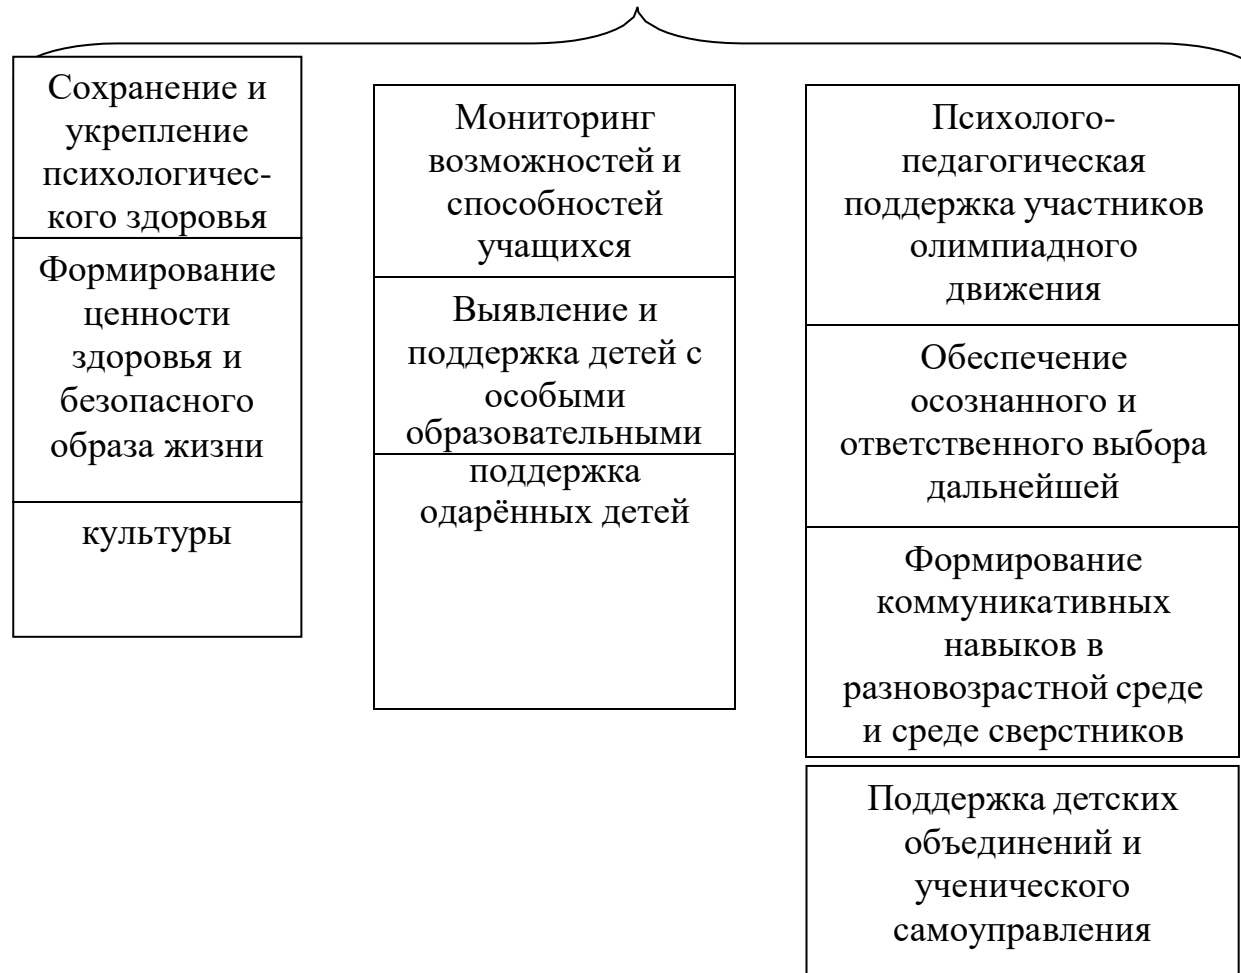 Сохранение и
укрепление
психологичес-
кого здоровья
Формирование
ценности
здоровья и
безопасного
образа жизни
культуры
Мониторинг
возможностей и
способностей
учащихся
Выявление и
поддержка детей с
особыми
образовательными
поддержка
одарённых детей
Психолого-
педагогическая
поддержка участников
олимпиадного
движения
Обеспечение
осознанного и
ответственного выбора
дальнейшей
Формирование
коммуникативных
навыков в
разновозрастной среде
и среде сверстников
Поддержка детских
объединений и
ученического
самоуправления